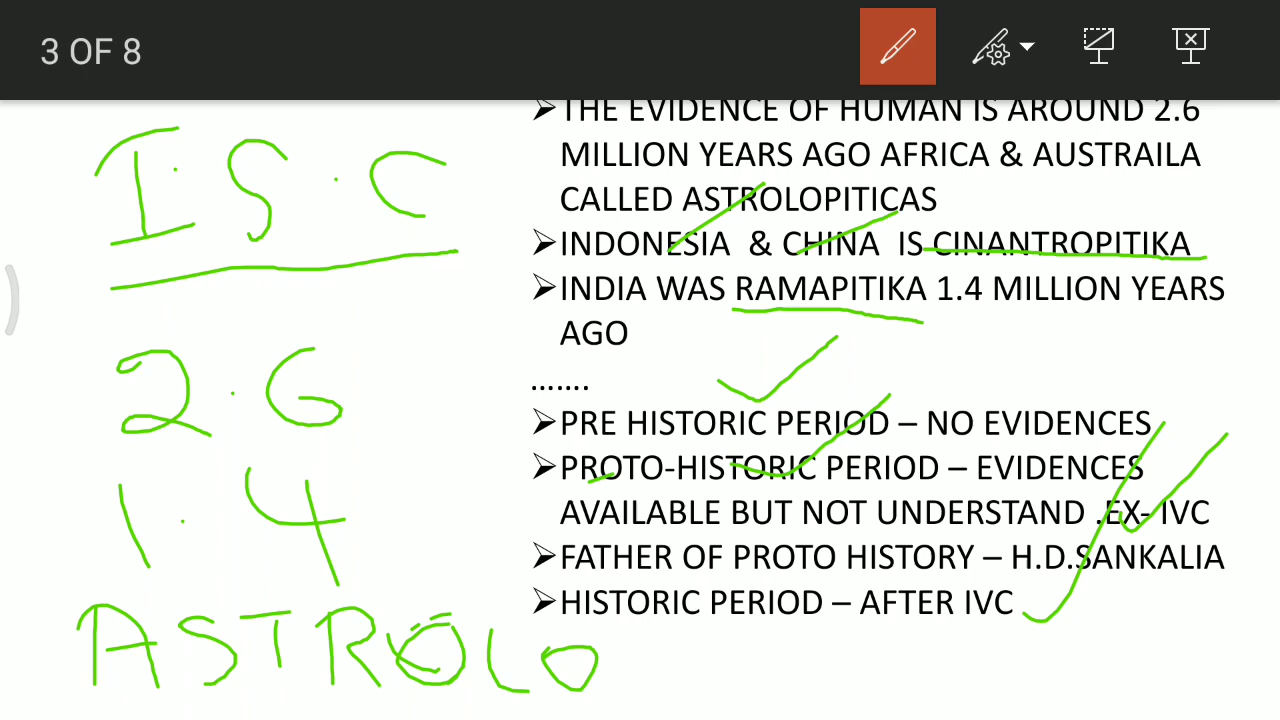 3 OF 8
I.S.C
2.6
1.4
ASTROLO
➢THE EVIDENCE OF HUMAN IS AROUND 2.6
MILLION YEARS AGO AFRICA & AUSTRAILA
CALLED ASTROLOPITICAS
➢INDONESIA & CHINA IS CINANTROPITIKA
➢INDIA WAS RAMAPITIKA 1.4 MILLION YEARS
AGO
.......
➢PRE HISTORIC PERIOD – NO EVIDENCES
➢PROTO-HISTORIC PERIOD – EVIDENCES
AVAILABLE BUT NOT UNDERSTAND .EX- IVC
➢FATHER OF PROTO HISTORY – H.D.SANKALIA
➢HISTORIC PERIOD – AFTER IVC